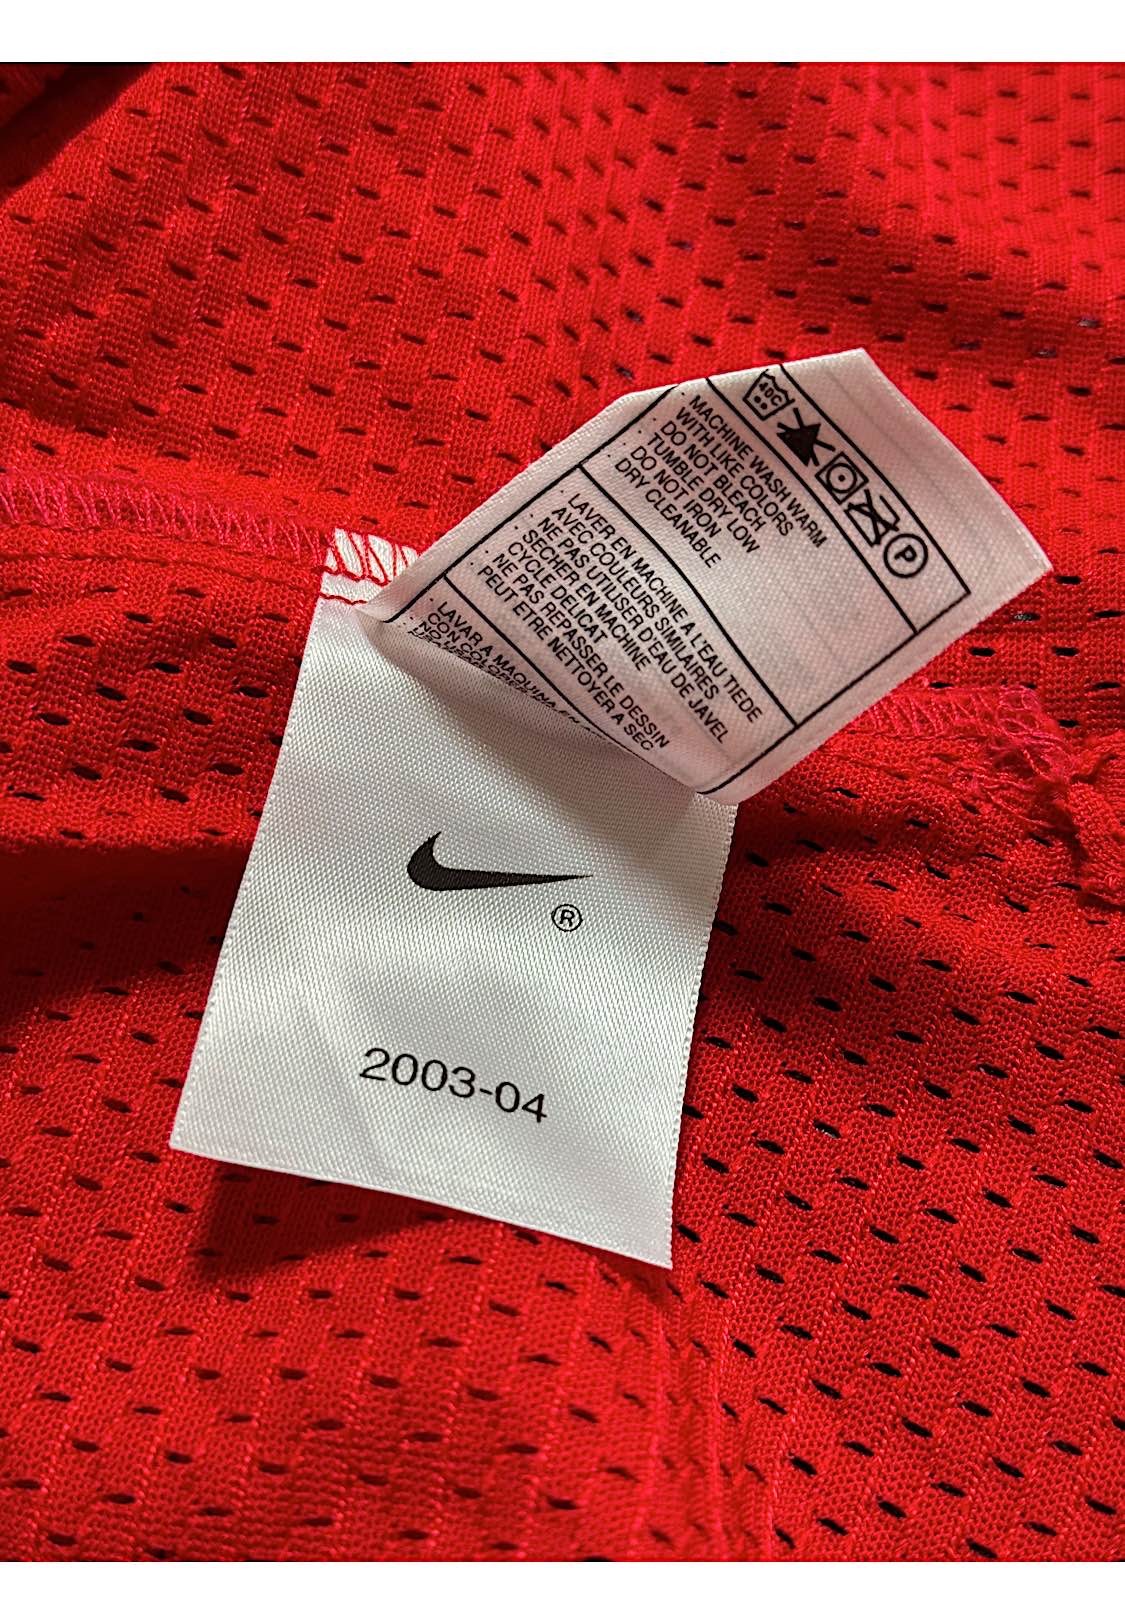 40C
P
MACHINE WASH WARM
WITH LIKE COLORS
DO NOT BLEACH
TUMBLE DRY LOW
DO NOT IRON
DRY CLEANABLE
LAVER EN MACHINE A L'EAU TIEDE
AVEC COULEURS SIMILAIRES
NE PAS UTILISER D'EAU DE JAVEL
SECHER EN MACHINE
CYCLE DELICAT
NE PAS REPASSER LE DESSIN
PEUT ETRE NETTOYER A SEC
LAVAR A MAQUINA EN
CON COLORES
®
2003-04